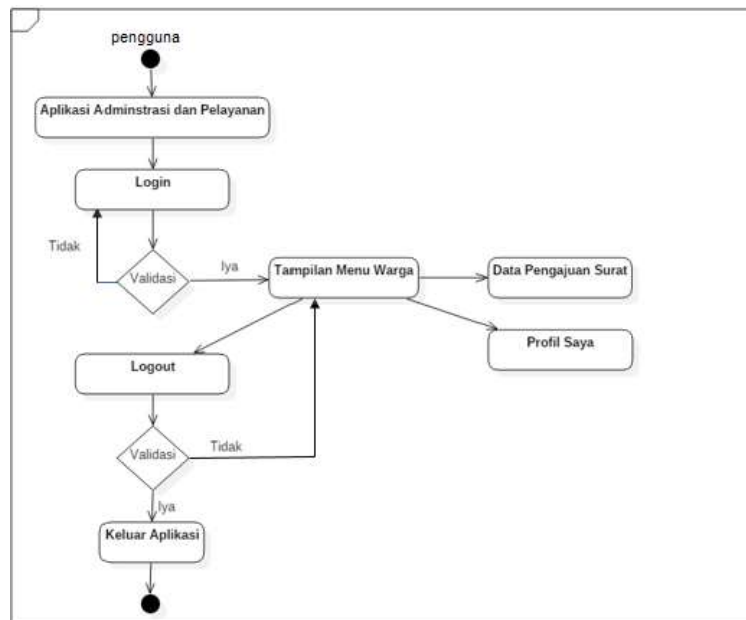 pengguna
Aplikasi Adminstrasi dan Pelayanan
Login
Tidak
Validasi
Iya
Tampilan Menu Warga
Data Pengajuan Surat
Profil Saya
Logout
Validasi
Tidak
Iya
Keluar Aplikasi